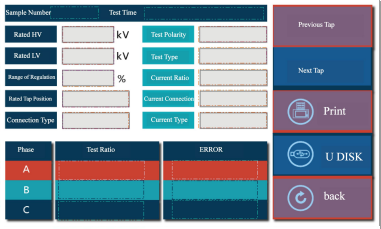 Sample Number Test Time
Rated HV kV Test Polarity
Rated LV kV Test Type
Range of Regulation % Current Ratio
Rated Tap Position Current Connection
Connection Type Current Type
Phase Test Ratio ERROR
A
B
C
Previous Tap
Next Tap
Print
U DISK
back